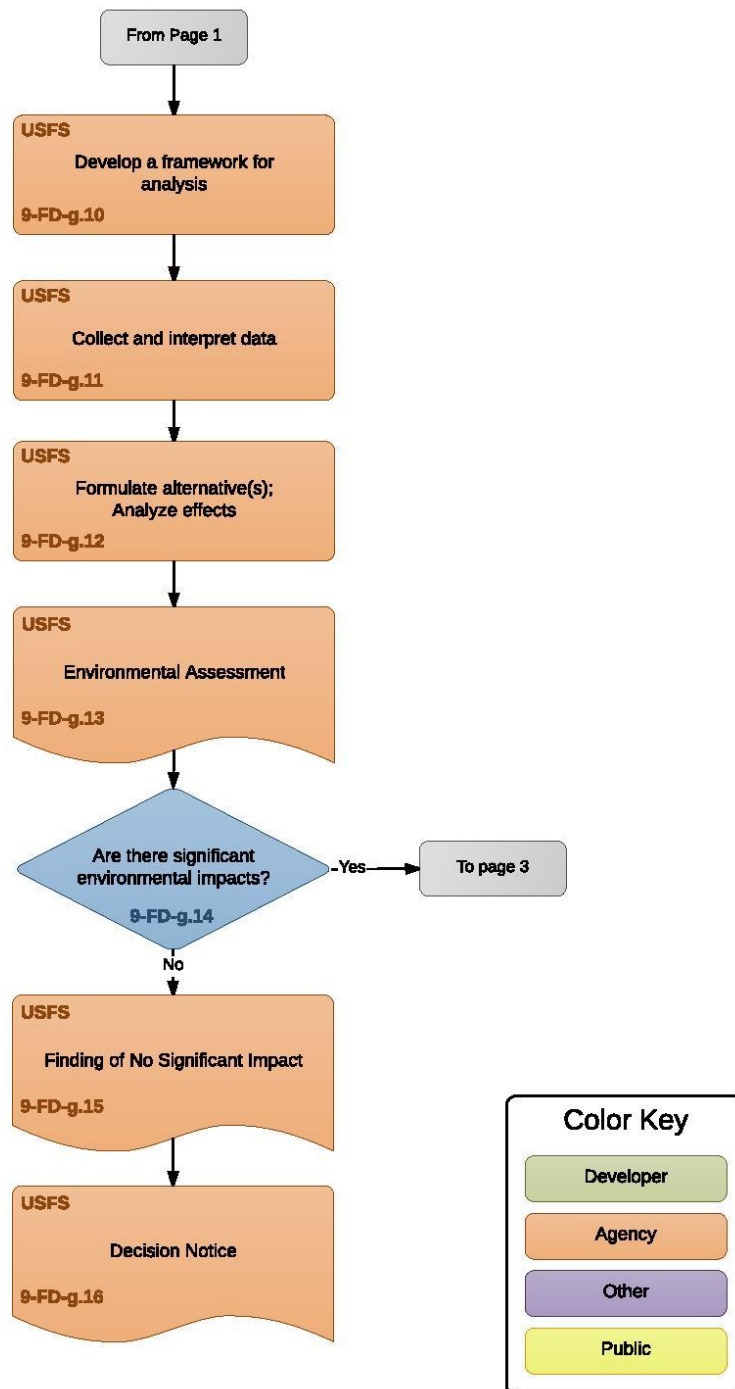 From Page 1
USFS
Develop a framework for
analysis
9-FD-g.10
USFS
Collect and interpret data
9-FD-g.11
USFS
Formulate alternative(s);
Analyze effects
9-FD-g.12
USFS
Environmental Assessment
9-FD-g.13
Are there significant
environmental impacts?
9-FD-g.14
Yes
To page 3
No
USFS
Finding of No Significant Impact
9-FD-g.15
USFS
Decision Notice
9-FD-g.16
Color Key
Developer
Agency
Other
Public